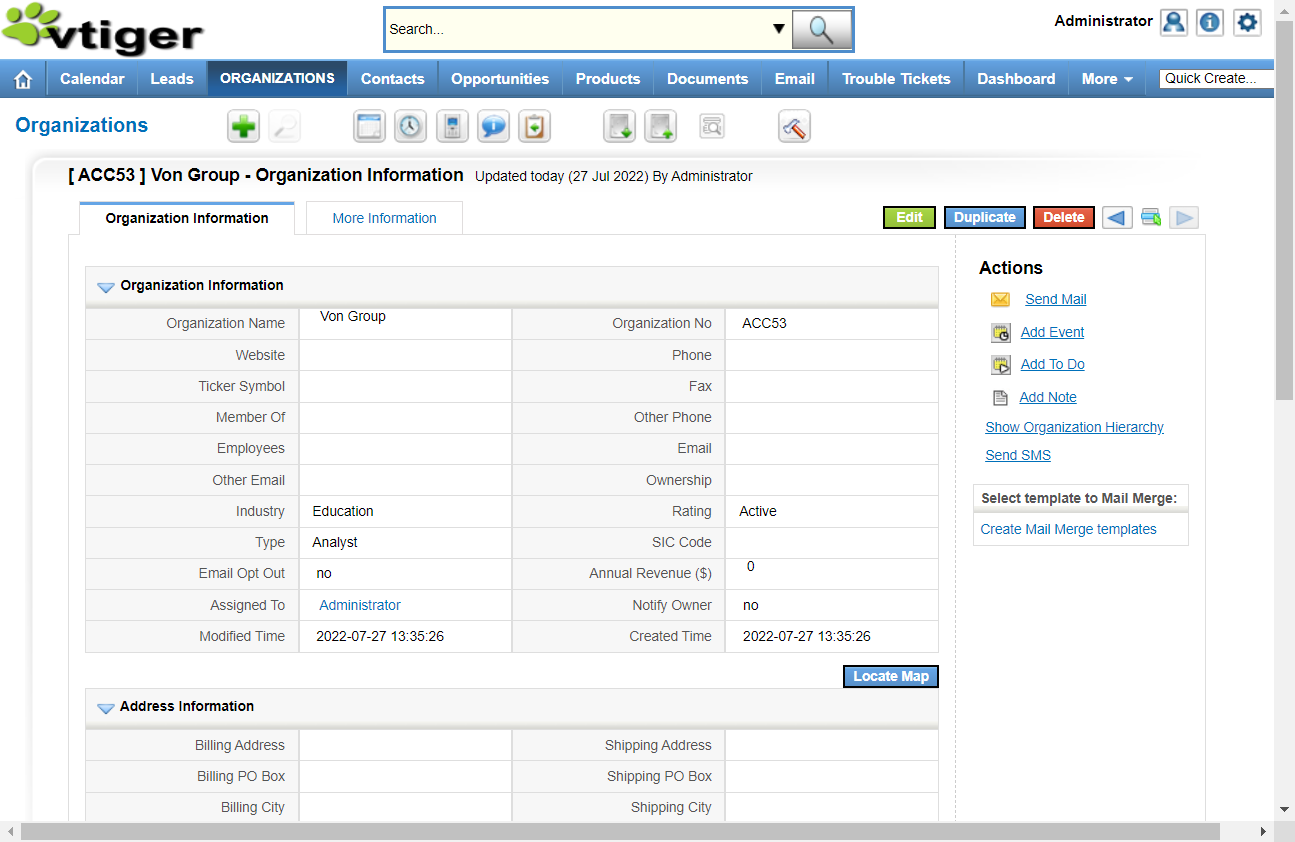 vtiger
Search...
Administrator
Calendar Leads ORGANIZATIONS Contacts Opportunities Products Documents Email Trouble Tickets Dashboard More Quick Create...
Organizations
[ ACC53 ] Von Group - Organization Information Updated today (27 Jul 2022) By Administrator
Organization Information More Information Edit Duplicate Delete
Organization Information
Organization Name Von Group Organization No ACC53
Website Phone
Ticker Symbol Fax
Member Of Other Phone
Employees Email
Other Email Ownership
Industry Education Rating Active
Type Analyst SIC Code
Email Opt Out no Annual Revenue ($) 0
Assigned To Administrator Notify Owner no
Modified Time 2022-07-27 13:35:26 Created Time 2022-07-27 13:35:26
Locate Map
Address Information
Billing Address Shipping Address
Billing PO Box Shipping PO Box
Billing City Shipping City
Actions
Send Mail
Add Event
Add To Do
Add Note
Show Organization Hierarchy
Send SMS
Select template to Mail Merge:
Create Mail Merge templates